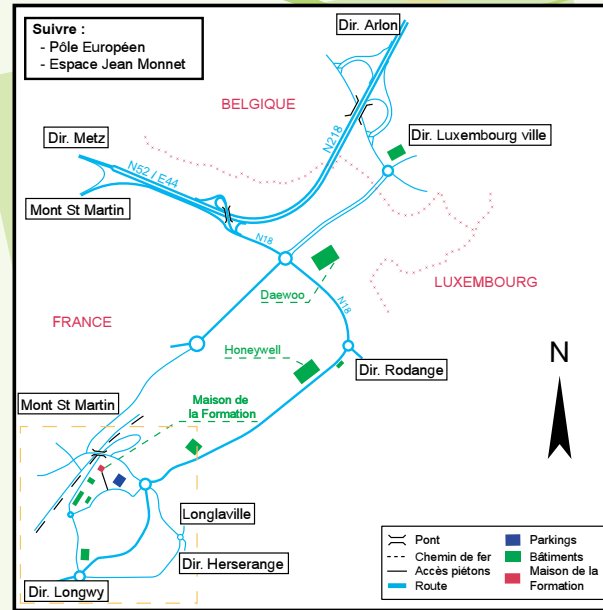 Suivre :
- Pôle Européen
- Espace Jean Monnet
Dir. Arlon
BELGIQUE
Dir. Metz
N218
Dir. Luxembourg ville
N52 / E44
Mont St Martin
N18
LUXEMBOURG
Daewoo
N18
FRANCE
Honeywell
Dir. Rodange
N
Mont St Martin
Maison de
la Formation
Longlaville
Dir. Herserange
Dir. Longwy
Pont
Chemin de fer
Accès piétons
Route
Parkings
Bâtiments
Maison de la
Formation